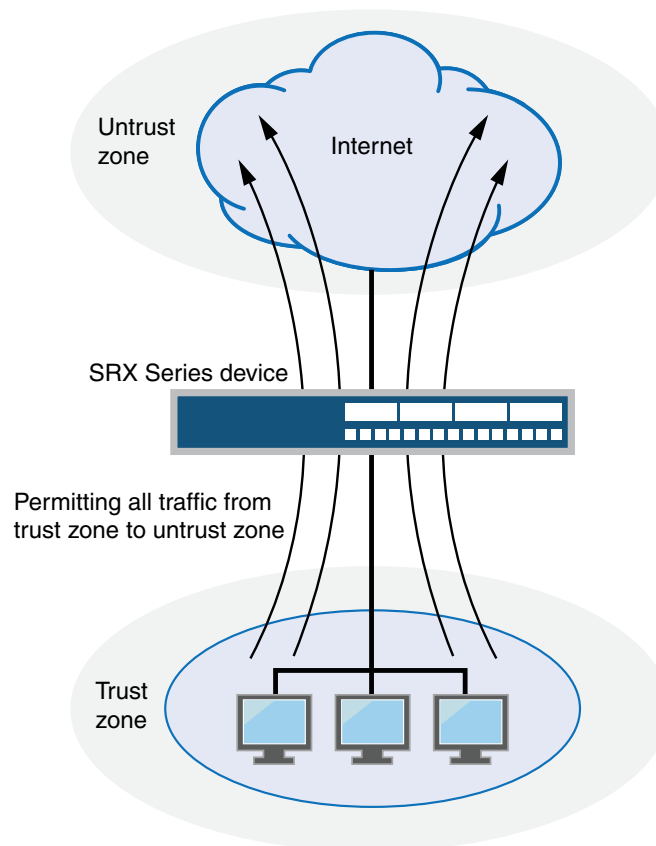 Untrust
zone
Internet
SRX Series device
Permitting all traffic from
trust zone to untrust zone
Trust
zone